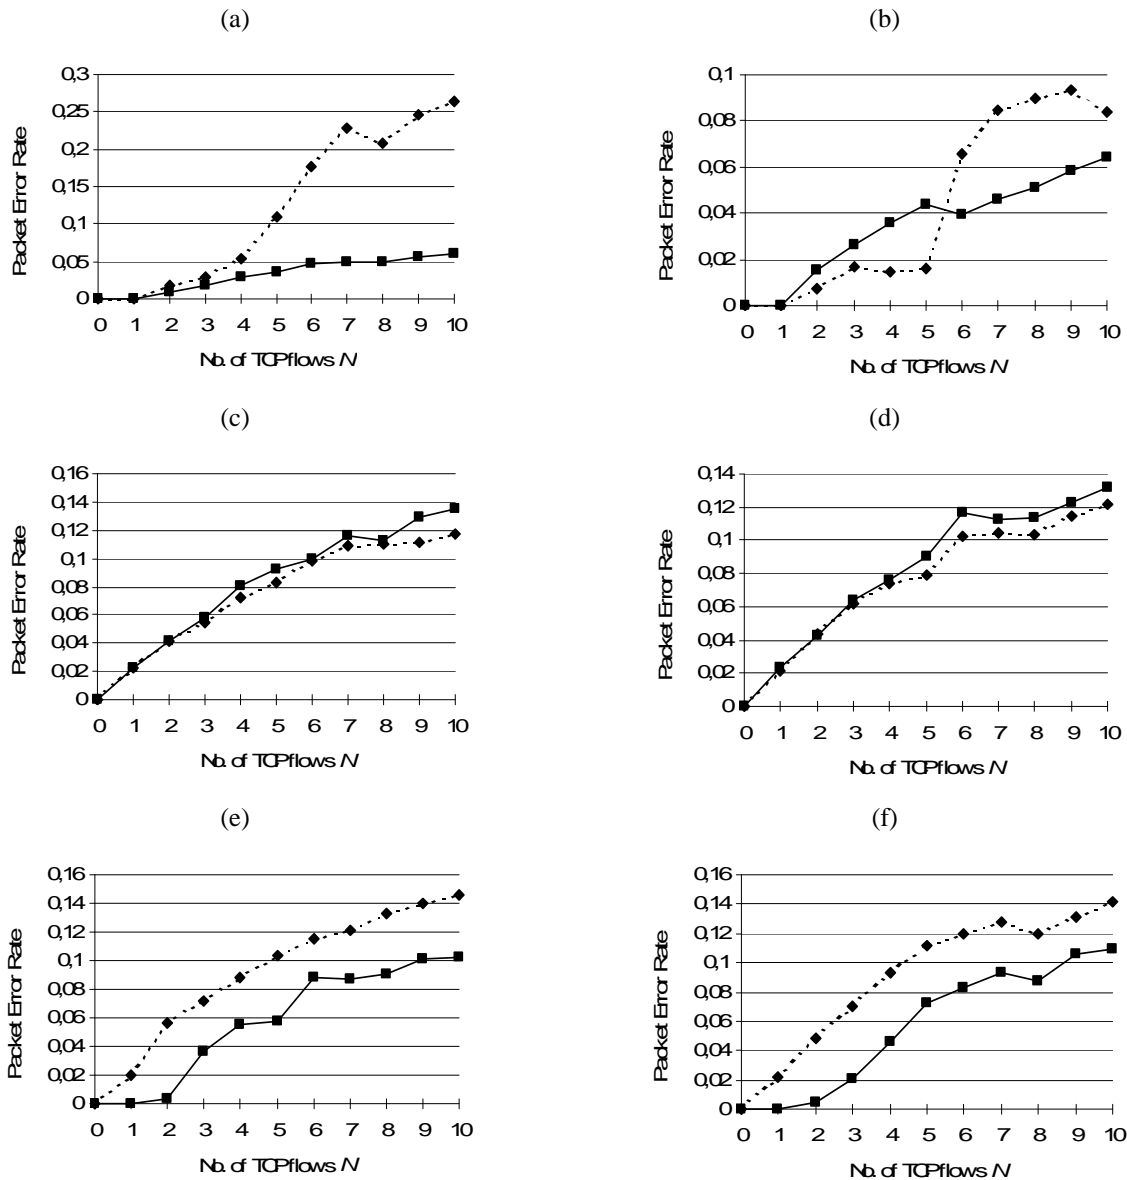 (a)
0,3
0,25
0,2
0,15
0,1
0,05
0
Packet Error Rate
0 1 2 3 4 5 6 7 8 9 10
No. of TCP flows N
(b)
0,1
0,08
0,06
0,04
0,02
0
Packet Error Rate
0 1 2 3 4 5 6 7 8 9 10
No. of TCP flows N
(c)
0,16
0,14
0,12
0,1
0,08
0,06
0,04
0,02
0
Packet Error Rate
0 1 2 3 4 5 6 7 8 9 10
No. of TCP flows N
(d)
0,14
0,12
0,1
0,08
0,06
0,04
0,02
0
Packet Error Rate
0 1 2 3 4 5 6 7 8 9 10
No. of TCP flows N
(e)
0,16
0,14
0,12
0,1
0,08
0,06
0,04
0,02
0
Packet Error Rate
0 1 2 3 4 5 6 7 8 9 10
No. of TCP flows N
(f)
0,16
0,14
0,12
0,1
0,08
0,06
0,04
0,02
0
Packet Error Rate
0 1 2 3 4 5 6 7 8 9 10
No. of TCP flows N